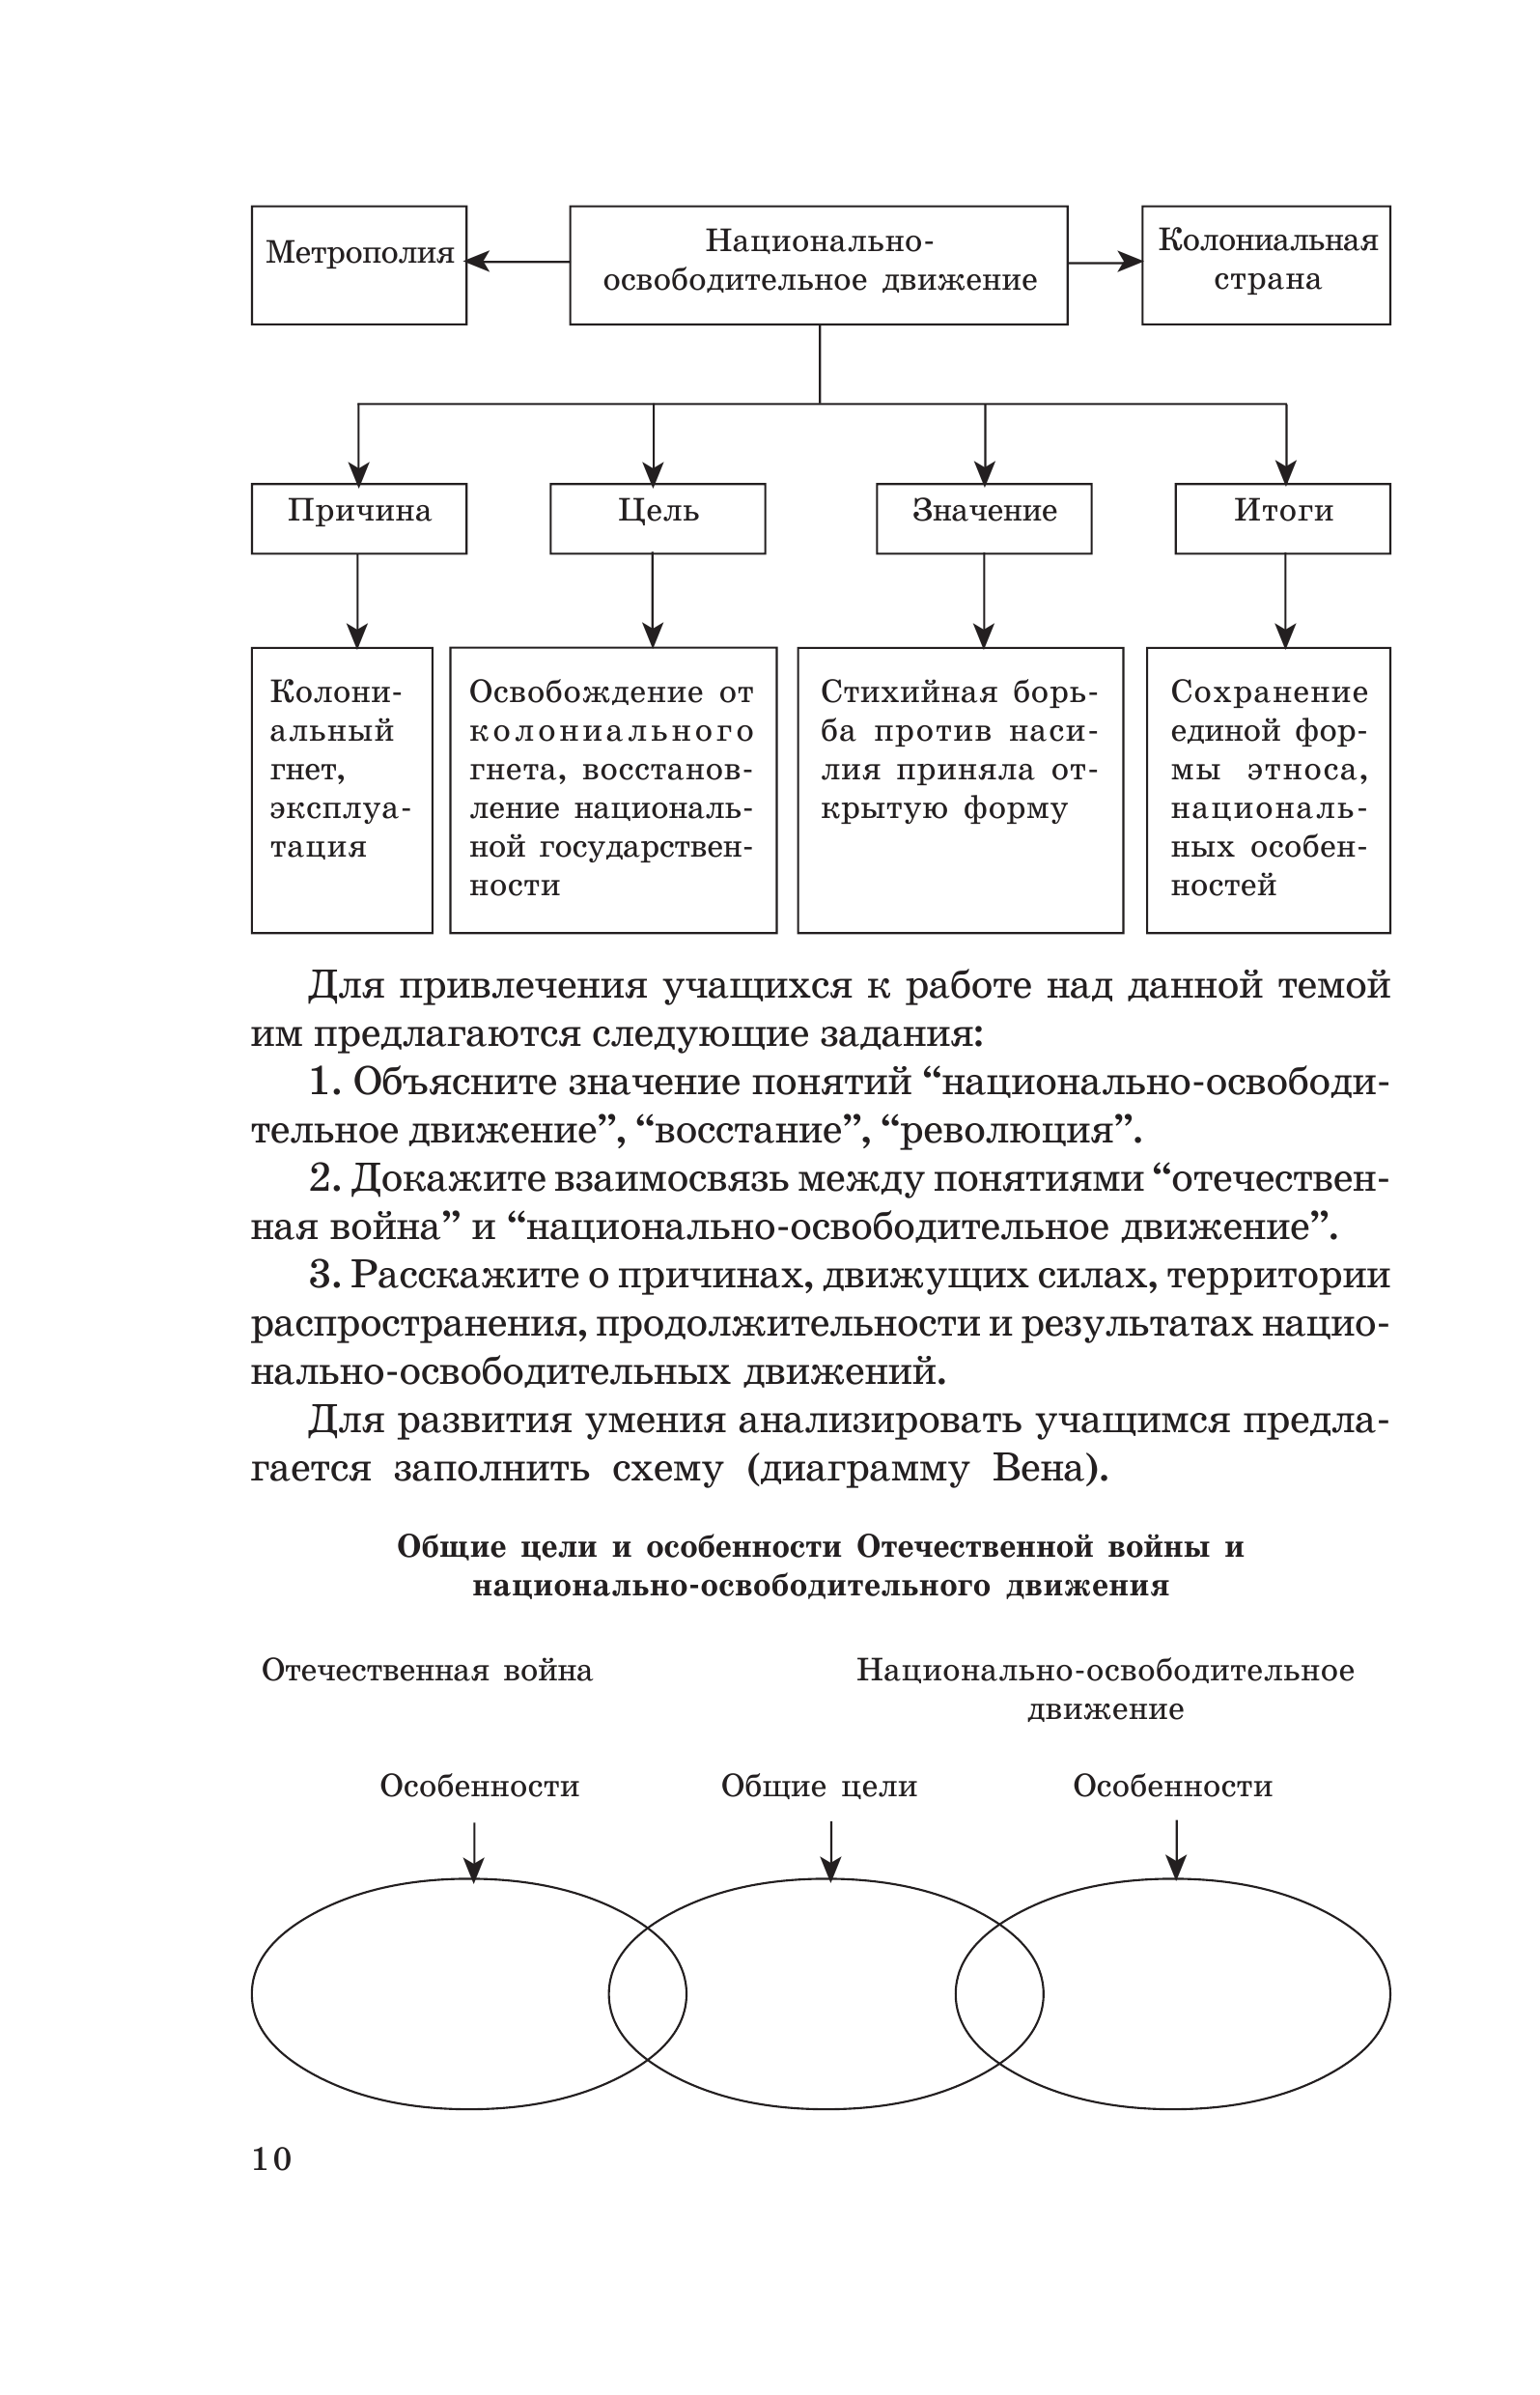 Метрополия
Национально-
освободительное движение
Колониальная
страна
Причина
Цель
Значение
Итоги
Колони-
альный
гнет,
эксплуа-
тация
Освобождение от
колониального
гнета, восстанов-
ление националь-
ной государствен-
ности
Стихийная борь-
ба против наси-
лия приняла от-
крытую форму
Сохранение
единой фор-
мы этноса,
националь-
ных особен-
ностей
Для привлечения учащихся к работе над данной темой
им предлагаются следующие задания:
1. Объясните значение понятий “национально-освободи-
тельное движение”, “восстание”, “революция”.
2. Докажите взаимосвязь между понятиями “отечествен-
ная война” и “национально-освободительное движение”.
3. Расскажите о причинах, движущих силах, территории
распространения, продолжительности и результатах нацио-
нально-освободительных движений.
Для развития умения анализировать учащимся предла-
гается заполнить схему (диаграмму Вена).
Общие цели и особенности Отечественной войны и
национально-освободительного движения
Отечественная война
Национально-освободительное
движение
Особенности
Общие цели
Особенности
10